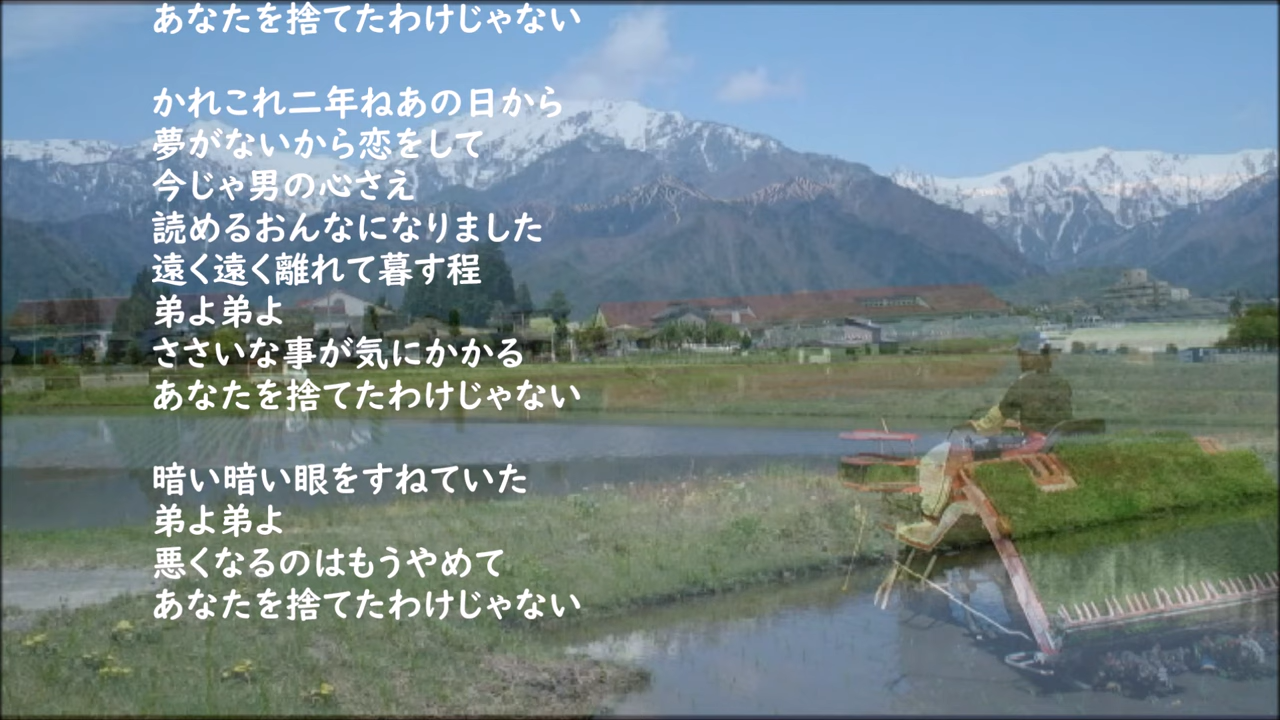 あなたを捨てたわけじゃない
かれこれ二年ねあの日から
夢がないから恋をして
今じゃ男の心さえ
読めるおんなになりました
遠く遠く離れて暮す程
弟よ弟よ
ささいな事が気にかかる
あなたを捨てたわけじゃない
暗い暗い眼をすねていた
弟よ弟よ
悪くなるのはもうやめて
あなたを捨てたわけじゃない